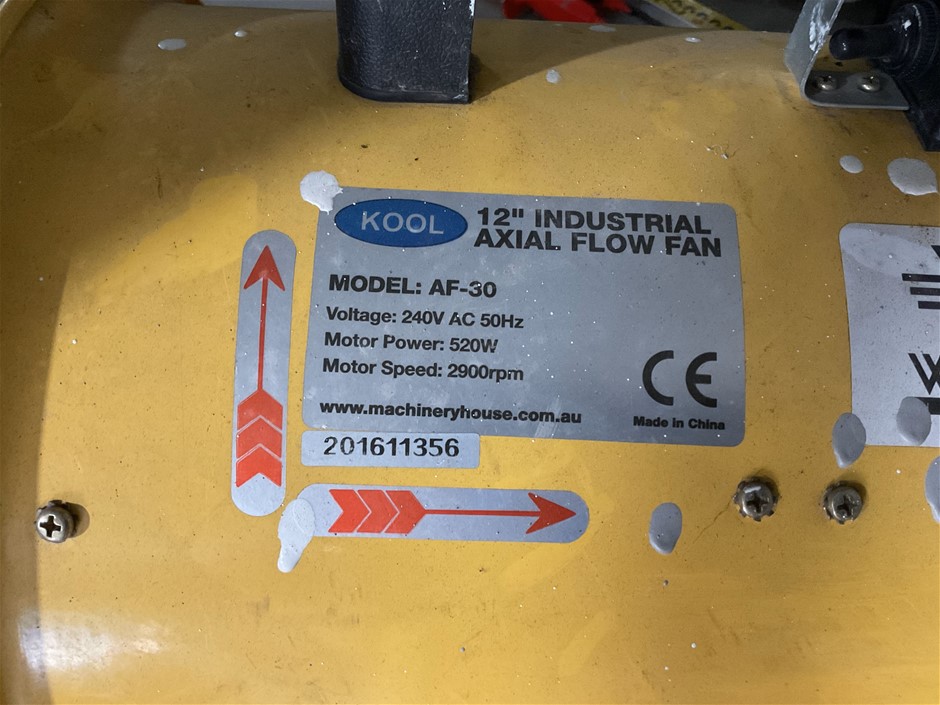 KOOL
12" INDUSTRIAL
AXIAL FLOW FAN
MODEL: AF-30
Voltage: 240V AC 50Hz
Motor Power: 520W
Motor Speed: 2900rpm
CE
www.machineryhouse.com.au
Made in China
201611356